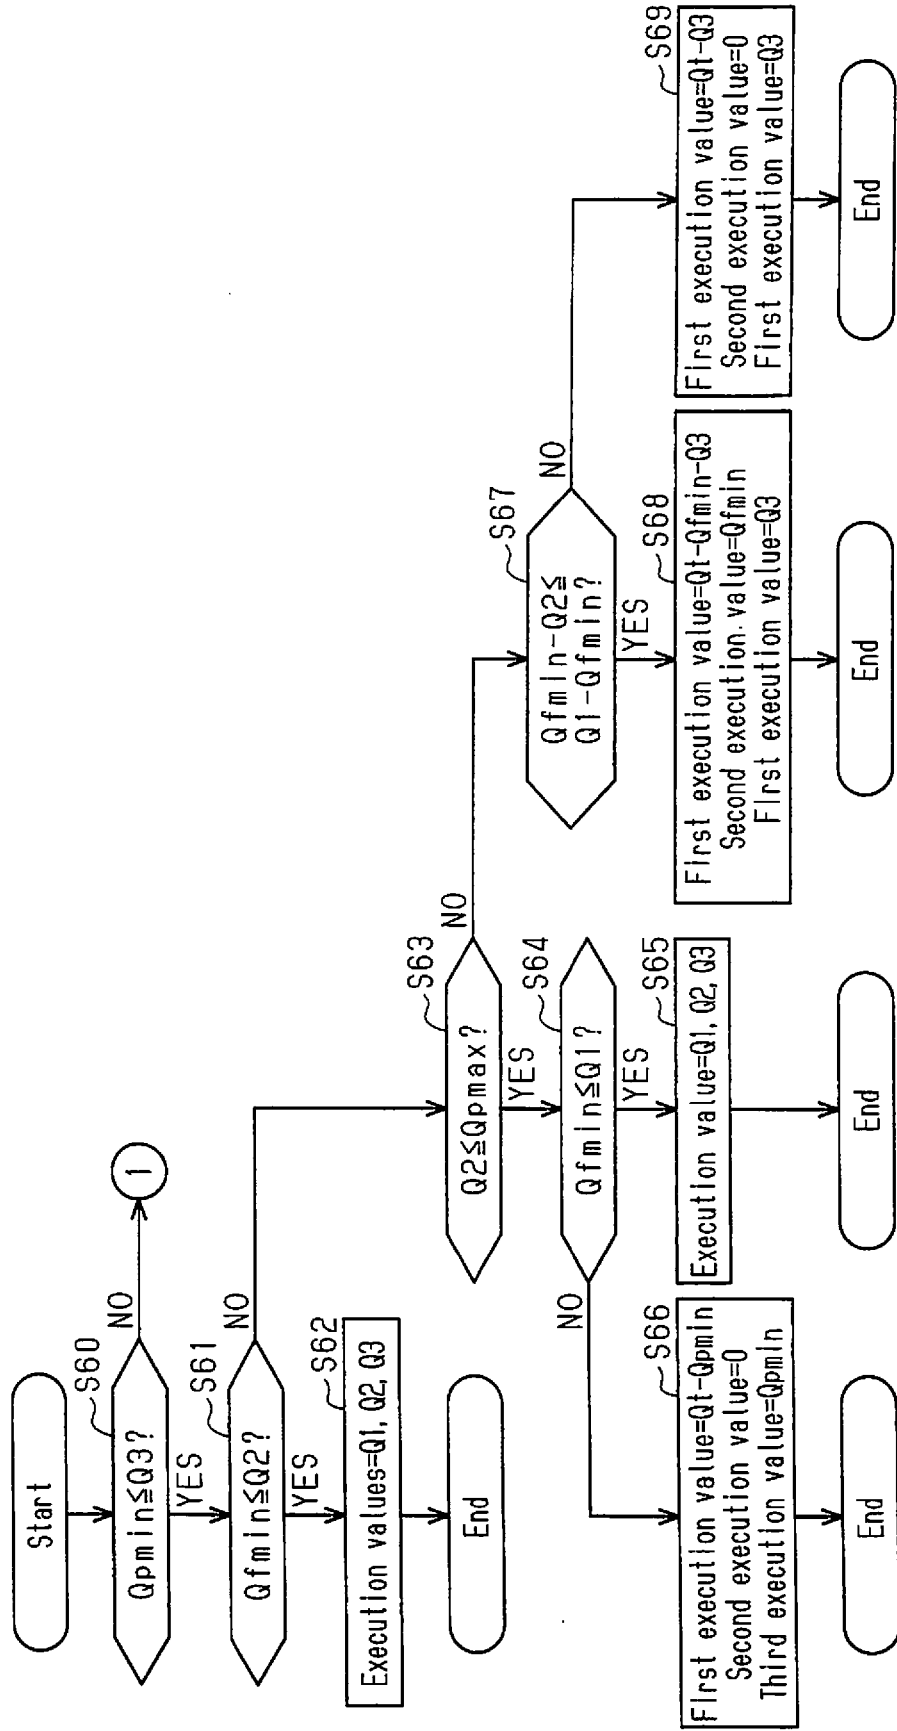 Start
S60
Qpmin≦Q3?
NO
1
YES
S61
Qfmin≦Q2?
NO
YES
S62
Execution values=Q1, Q2, Q3
End
S63
Q2≦Qpmax?
NO
YES
S64
Qfmin≦Q1?
NO
YES
S65
Execution value=Q1, Q2, Q3
End
S66
First execution value=Qt-Qpmin
Second execution value=0
Third execution value=Qpmin
End
S67
Qfmin-Q2≦
Q1-Qfmin?
NO
YES
S68
First execution value=Qt-Qfmin-Q3
Second execution value=Qfmin
First execution value=Q3
End
S69
First execution value=Qt-Q3
Second execution value=0
First execution value=Q3
End